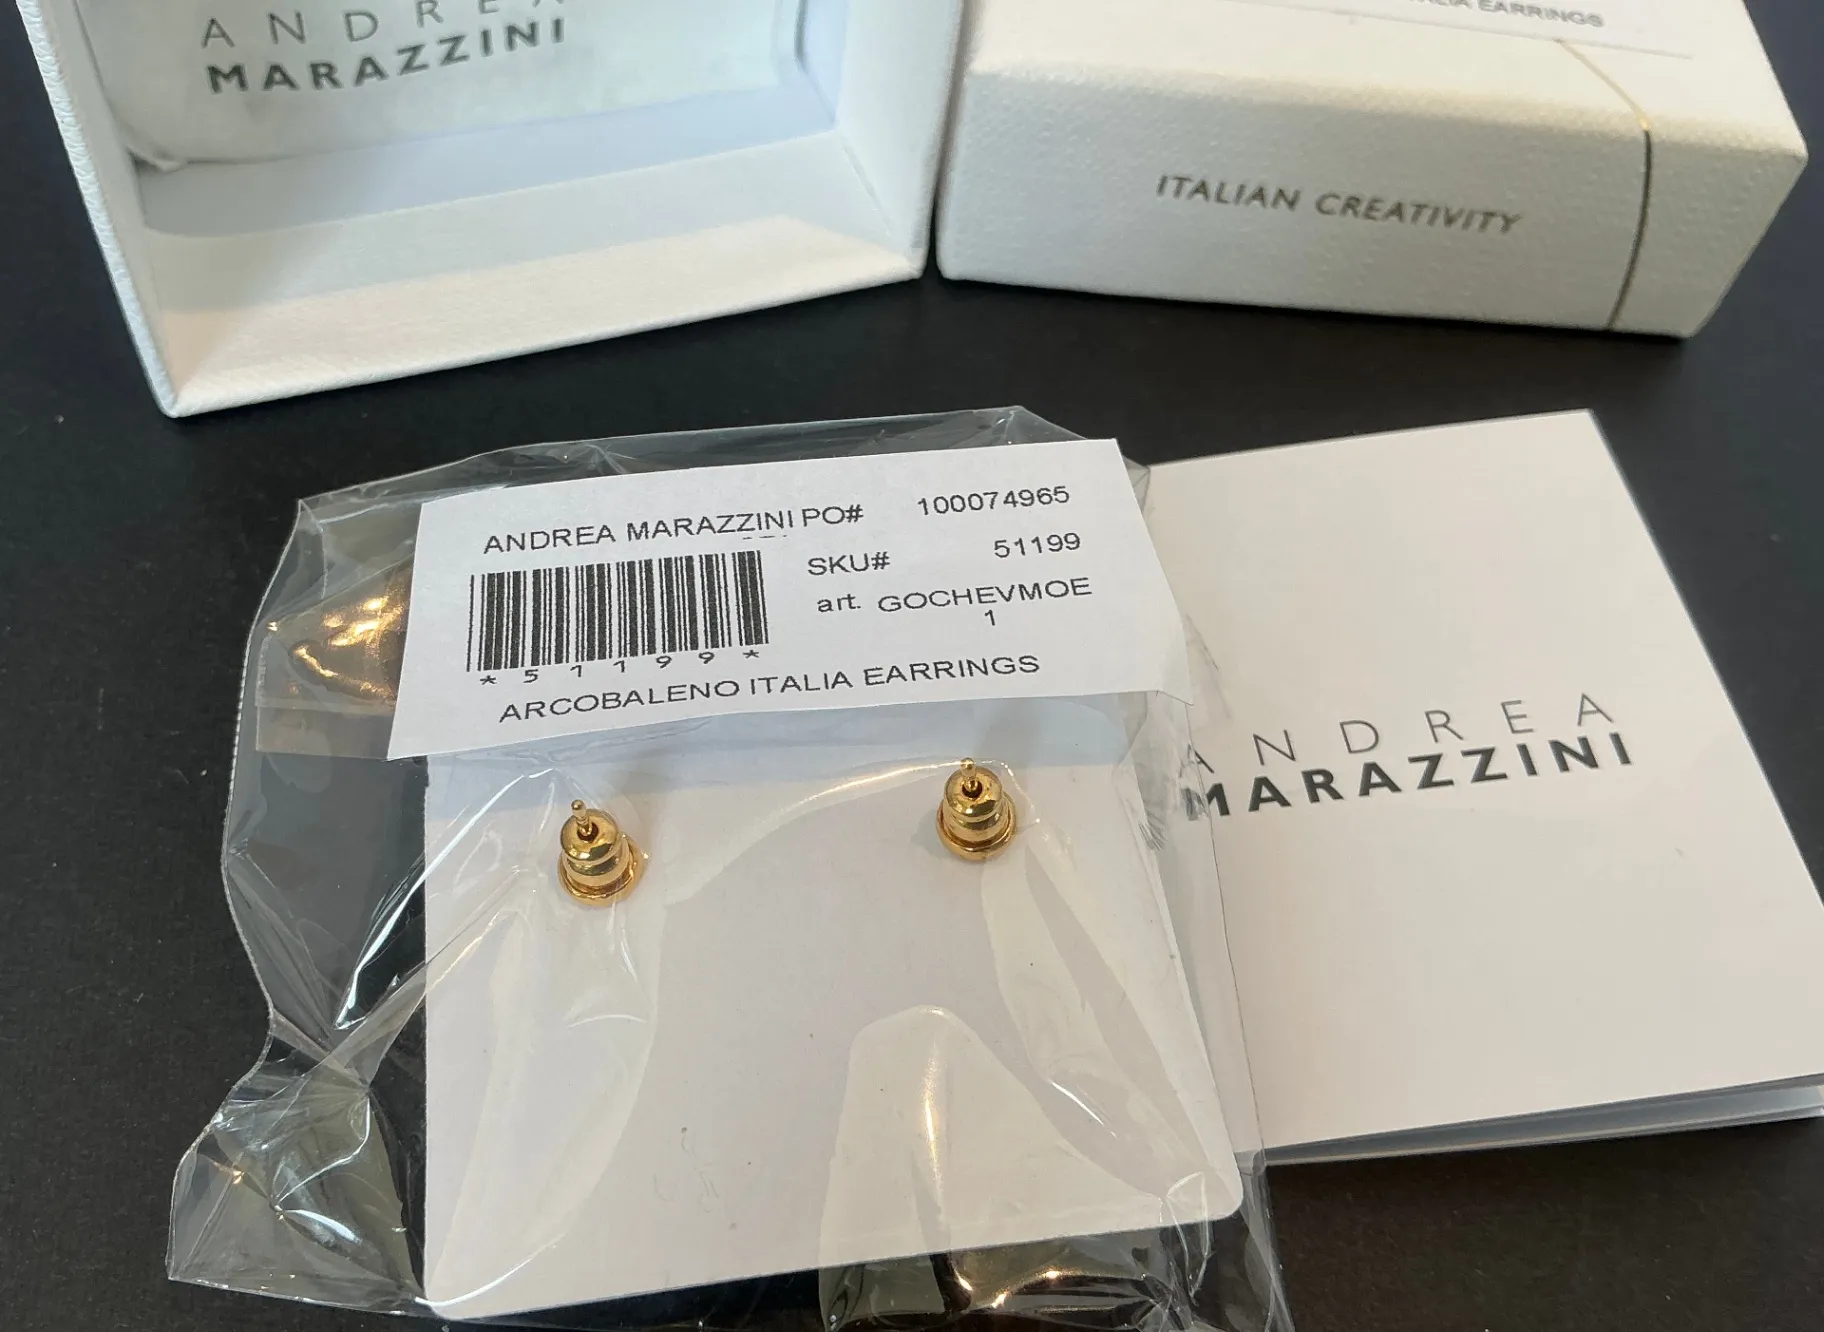 ANDREA
MARAZZINI
EARRINGS
ITALIAN CREATIVITY
ANDREA MARAZZINI PO# 100074965
SKU# 51199
art. GOCHEVMOE
1
*51199*
ARCOBALENO ITALIA EARRINGS
ANDREA
MARAZZINI